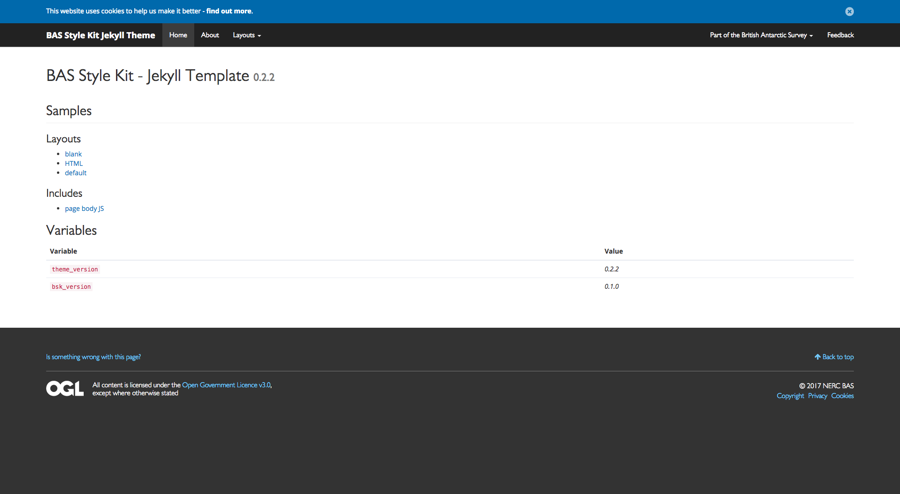 This website uses cookies to help us make it better - find out more.
BAS Style Kit Jekyll Theme Home About Layouts Part of the British Antarctic Survey Feedback
BAS Style Kit - Jekyll Template 0.2.2
Samples
Layouts
blank
HTML
default
Includes
page body JS
Variables
Variable Value
theme_version 0.2.2
bsk_version 0.1.0
Is something wrong with this page? Back to top
OGL All content is licensed under the Open Government Licence v3.0,
except where otherwise stated
© 2017 NERC BAS
Copyright Privacy Cookies